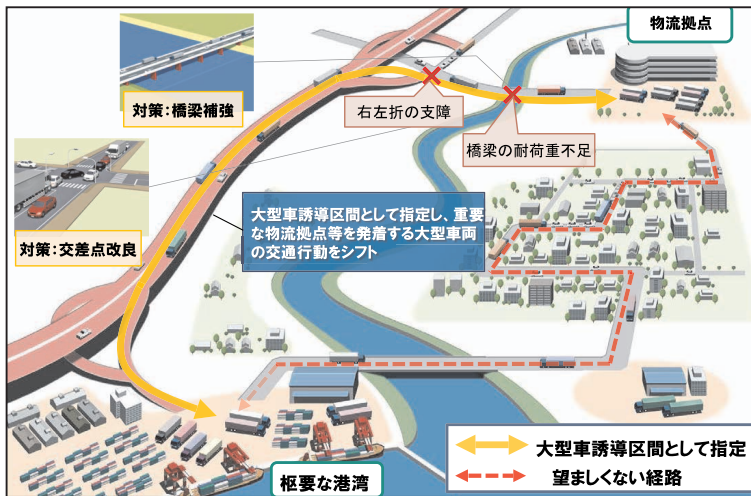 物流拠点
対策：橋梁補強
右左折の支障
橋梁の耐荷重不足
対策：交差点改良
大型車誘導区間として指定し、重要
な物流拠点等を発着する大型車両
の交通行動をシフト
枢要な港湾
大型車誘導区間として指定
望ましくない経路